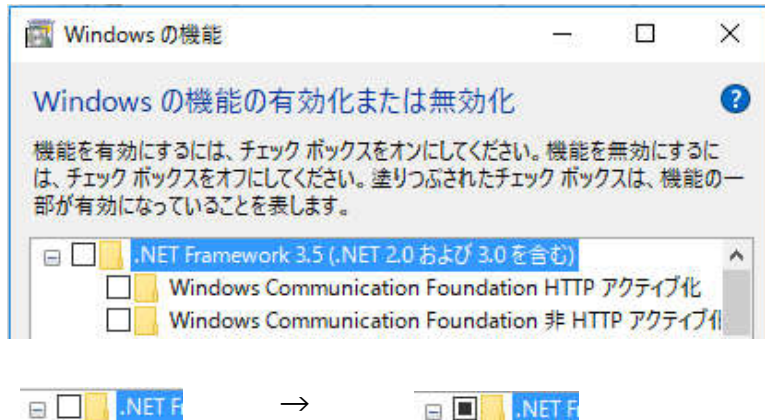 Windows の機能
Windows の機能の有効化または無効化
機能を有効にするには、チェック ボックスをオンにしてください。機能を無効にするに
は、チェック ボックスをオフにしてください。塗りつぶされたチェック ボックスは、機能の一
部が有効になっていることを表します。
.NET Framework 3.5 (.NET 2.0 および 3.0 を含む)
Windows Communication Foundation HTTP アクティブ化
Windows Communication Foundation 非 HTTP アクティブ
.NET F → .NET F